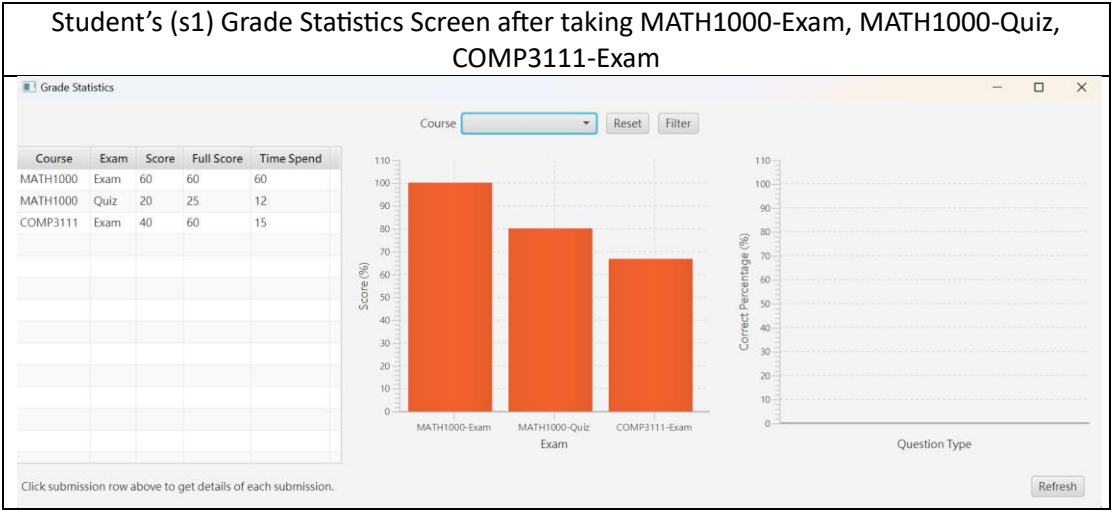 Student’s (s1) Grade Statistics Screen after taking MATH1000-Exam, MATH1000-Quiz,
COMP3111-Exam
Grade Statistics
Course
Reset
Filter
Course Exam Score Full Score Time Spend
MATH1000 Exam 60 60 60
MATH1000 Quiz 20 25 12
COMP3111 Exam 40 60 15
110
100
90
80
70
60
50
40
30
20
10
0
Score (%)
MATH1000-Exam MATH1000-Quiz COMP3111-Exam
Exam
110
100
90
80
70
60
50
40
30
20
10
0
Correct Percentage (%)
Question Type
Click submission row above to get details of each submission.
Refresh